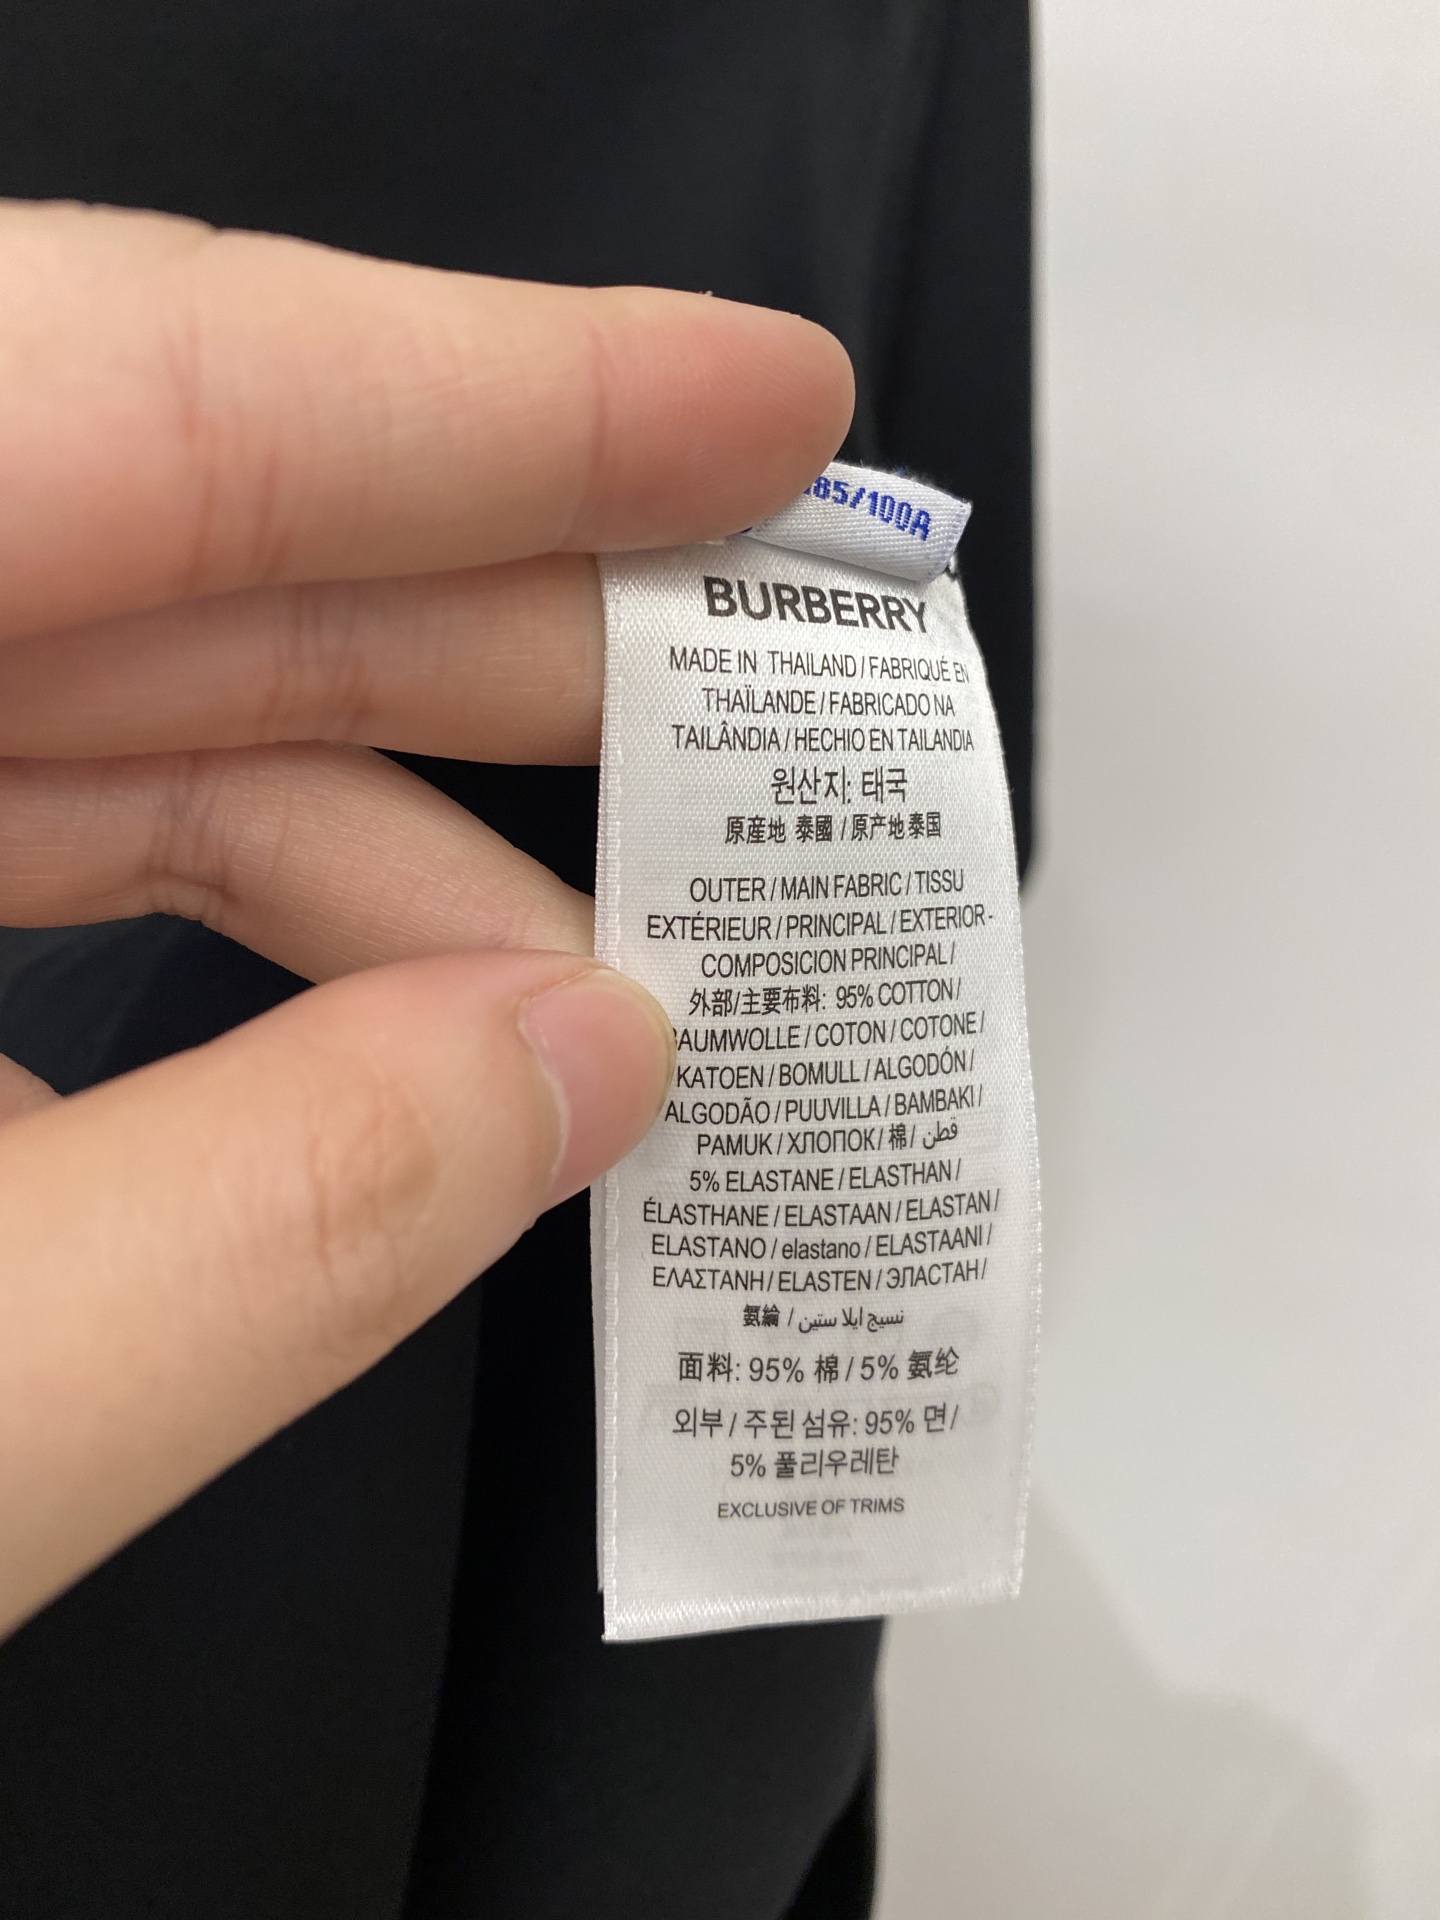 185/100A
BURBERRY
MADE IN THAILAND / FABRIQUÉ EN
THAÏLANDE / FABRICADO NA
TAILÂNDIA / HECHIO EN TAILANDIA
원산지: 태국
原産地 泰國 / 原产地 泰国
OUTER / MAIN FABRIC / TISSU
EXTÉRIEUR / PRINCIPAL / EXTERIOR -
COMPOSICION PRINCIPAL /
外部/主要布料: 95% COTTON /
BAUMWOLLE / COTON / COTONE /
KATOEN / BOMULL / ALGODÓN /
ALGODÃO / PUUVILLA / BAMBAKI /
PAMUK / ХЛОПОК / 棉 / قطن
5% ELASTANE / ELASTHAN /
ÉLASTHANE / ELASTAAN / ELASTAN /
ELASTANO / elastano / ELASTAANI /
ΕΛΑΣΤΑΝΗ / ELASTEN / ЭЛАСТАН /
氨綸 / نسيج ايلا ستين
面料: 95% 棉 / 5% 氨纶
외부 / 주된 섬유: 95% 면 /
5% 폴리우레탄
EXCLUSIVE OF TRIMS